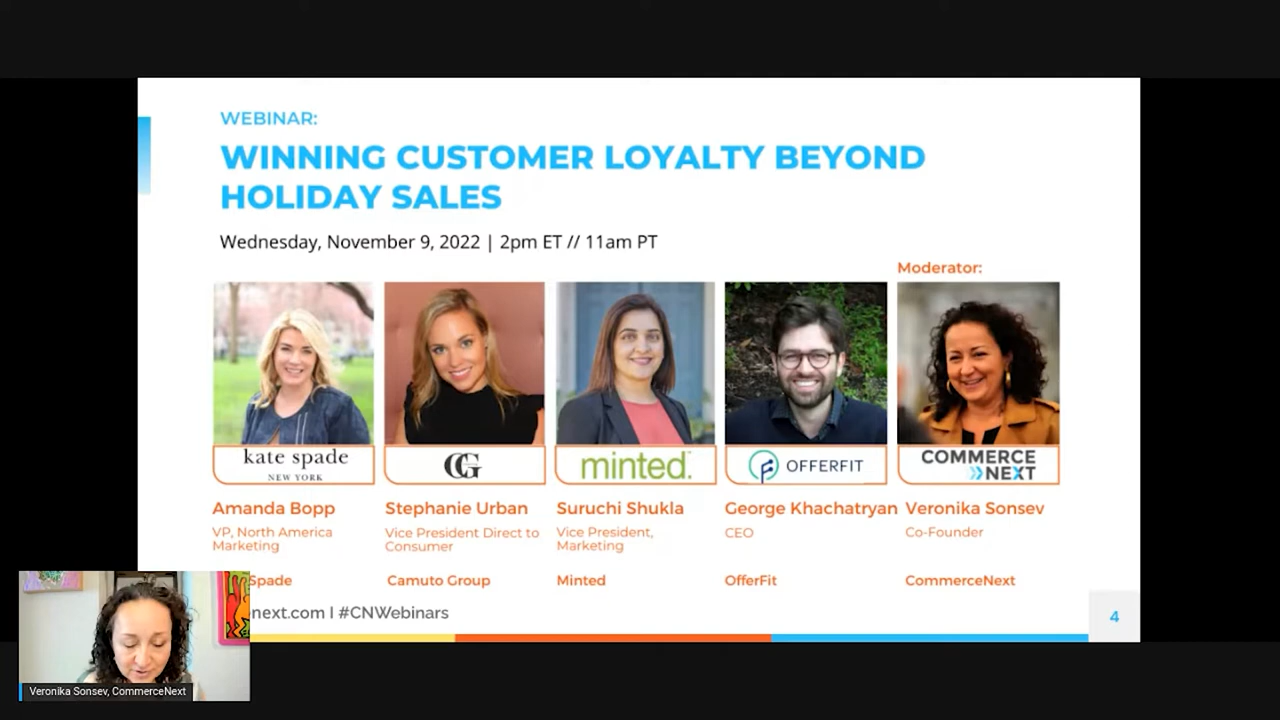 WEBINAR:
WINNING CUSTOMER LOYALTY BEYOND
HOLIDAY SALES
Wednesday, November 9, 2022 | 2pm ET // 11am PT
Moderator:
kate spade
NEW YORK
CG
minted.
OFFERFIT
COMMERCE
NEXT
Amanda Bopp
VP, North America
Marketing
Spade
Stephanie Urban
Vice President Direct to
Consumer
Camuto Group
Suruchi Shukla
Vice President,
Marketing
Minted
George Khachatryan
CEO
OfferFit
Veronika Sonsev
Co-Founder
CommerceNext
next.com I #CNWebinars
4
Veronika Sonsev, CommerceNext